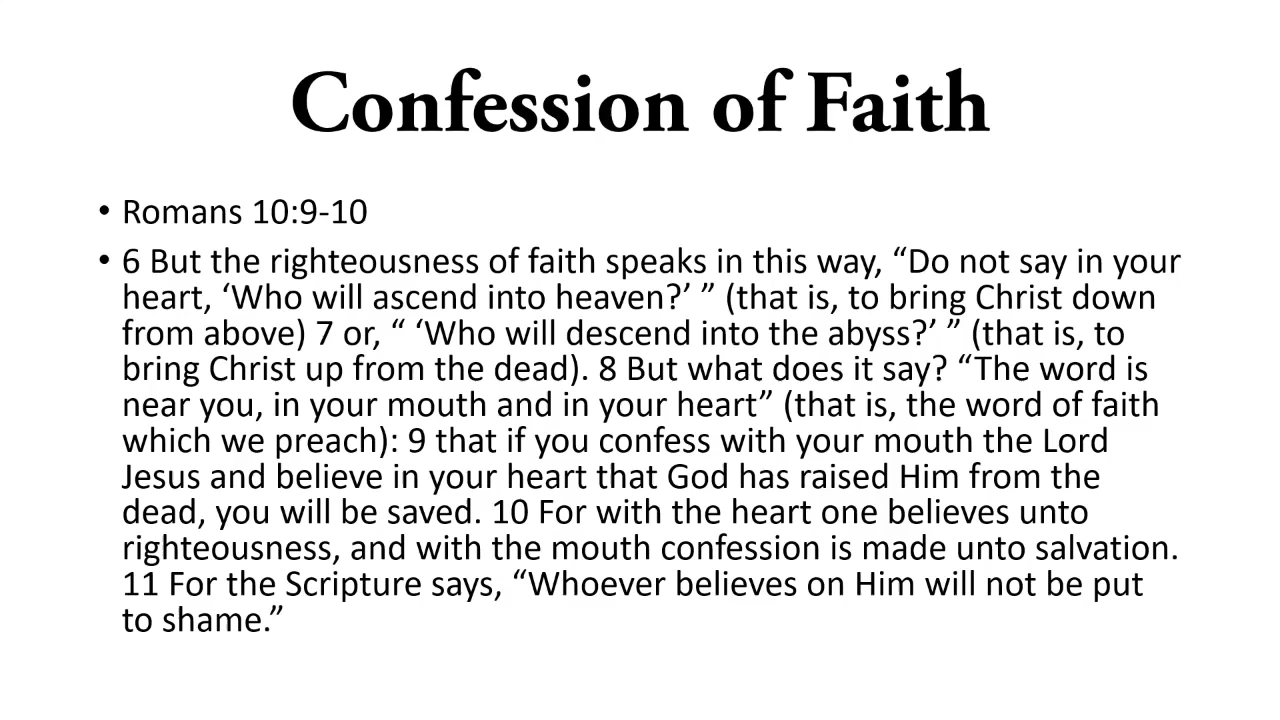 Confession of Faith
• Romans 10:9-10
• 6 But the righteousness of faith speaks in this way, “Do not say in your
heart, ‘Who will ascend into heaven?’ ” (that is, to bring Christ down
from above) 7 or, “ ‘Who will descend into the abyss?’ ” (that is, to
bring Christ up from the dead). 8 But what does it say? “The word is
near you, in your mouth and in your heart” (that is, the word of faith
which we preach): 9 that if you confess with your mouth the Lord
Jesus and believe in your heart that God has raised Him from the
dead, you will be saved. 10 For with the heart one believes unto
righteousness, and with the mouth confession is made unto salvation.
11 For the Scripture says, “Whoever believes on Him will not be put
to shame.”